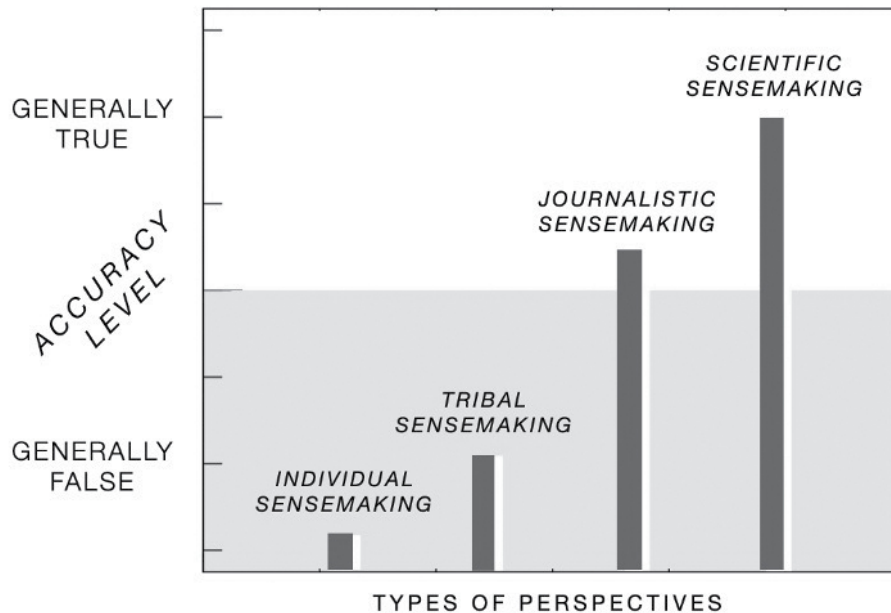 SCIENTIFIC
SENSEMAKING
GENERALLY
TRUE
JOURNALISTIC
SENSEMAKING
ACCURACY
LEVEL
TRIBAL
SENSEMAKING
GENERALLY
FALSE
INDIVIDUAL
SENSEMAKING
TYPES OF PERSPECTIVES